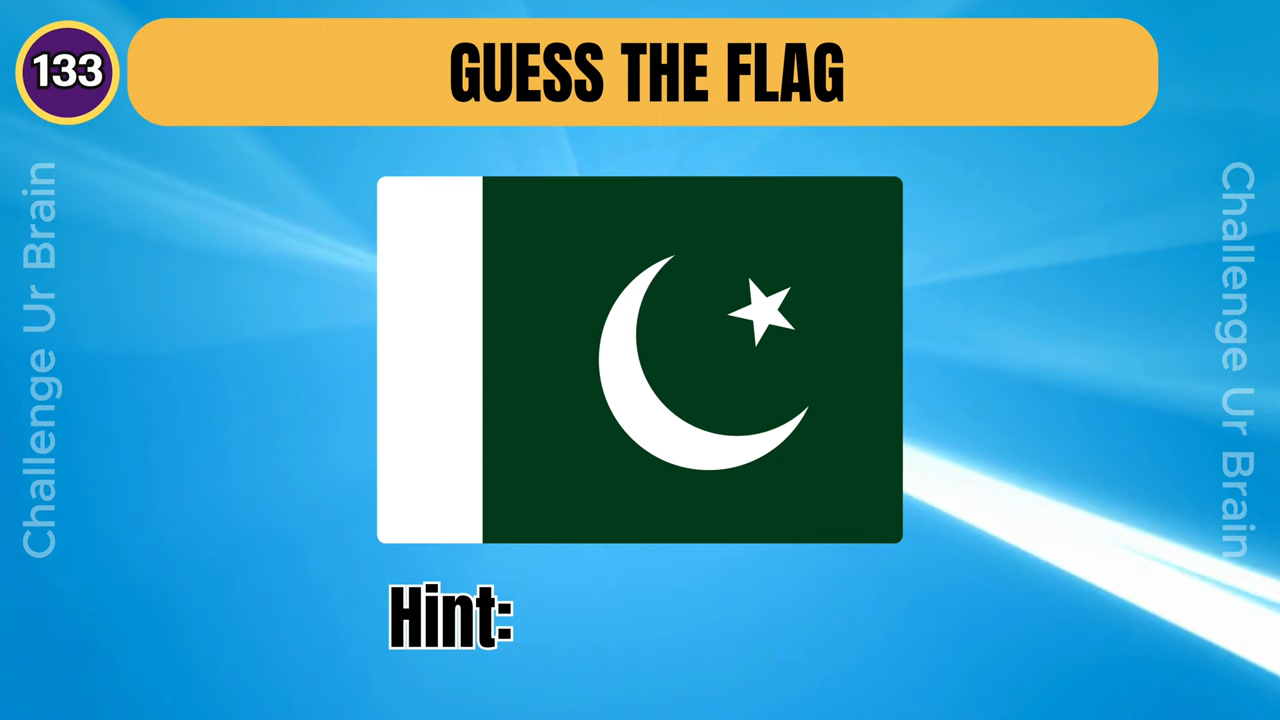 133
GUESS THE FLAG
Challenge Ur Brain
Challenge Ur Brain
Hint: